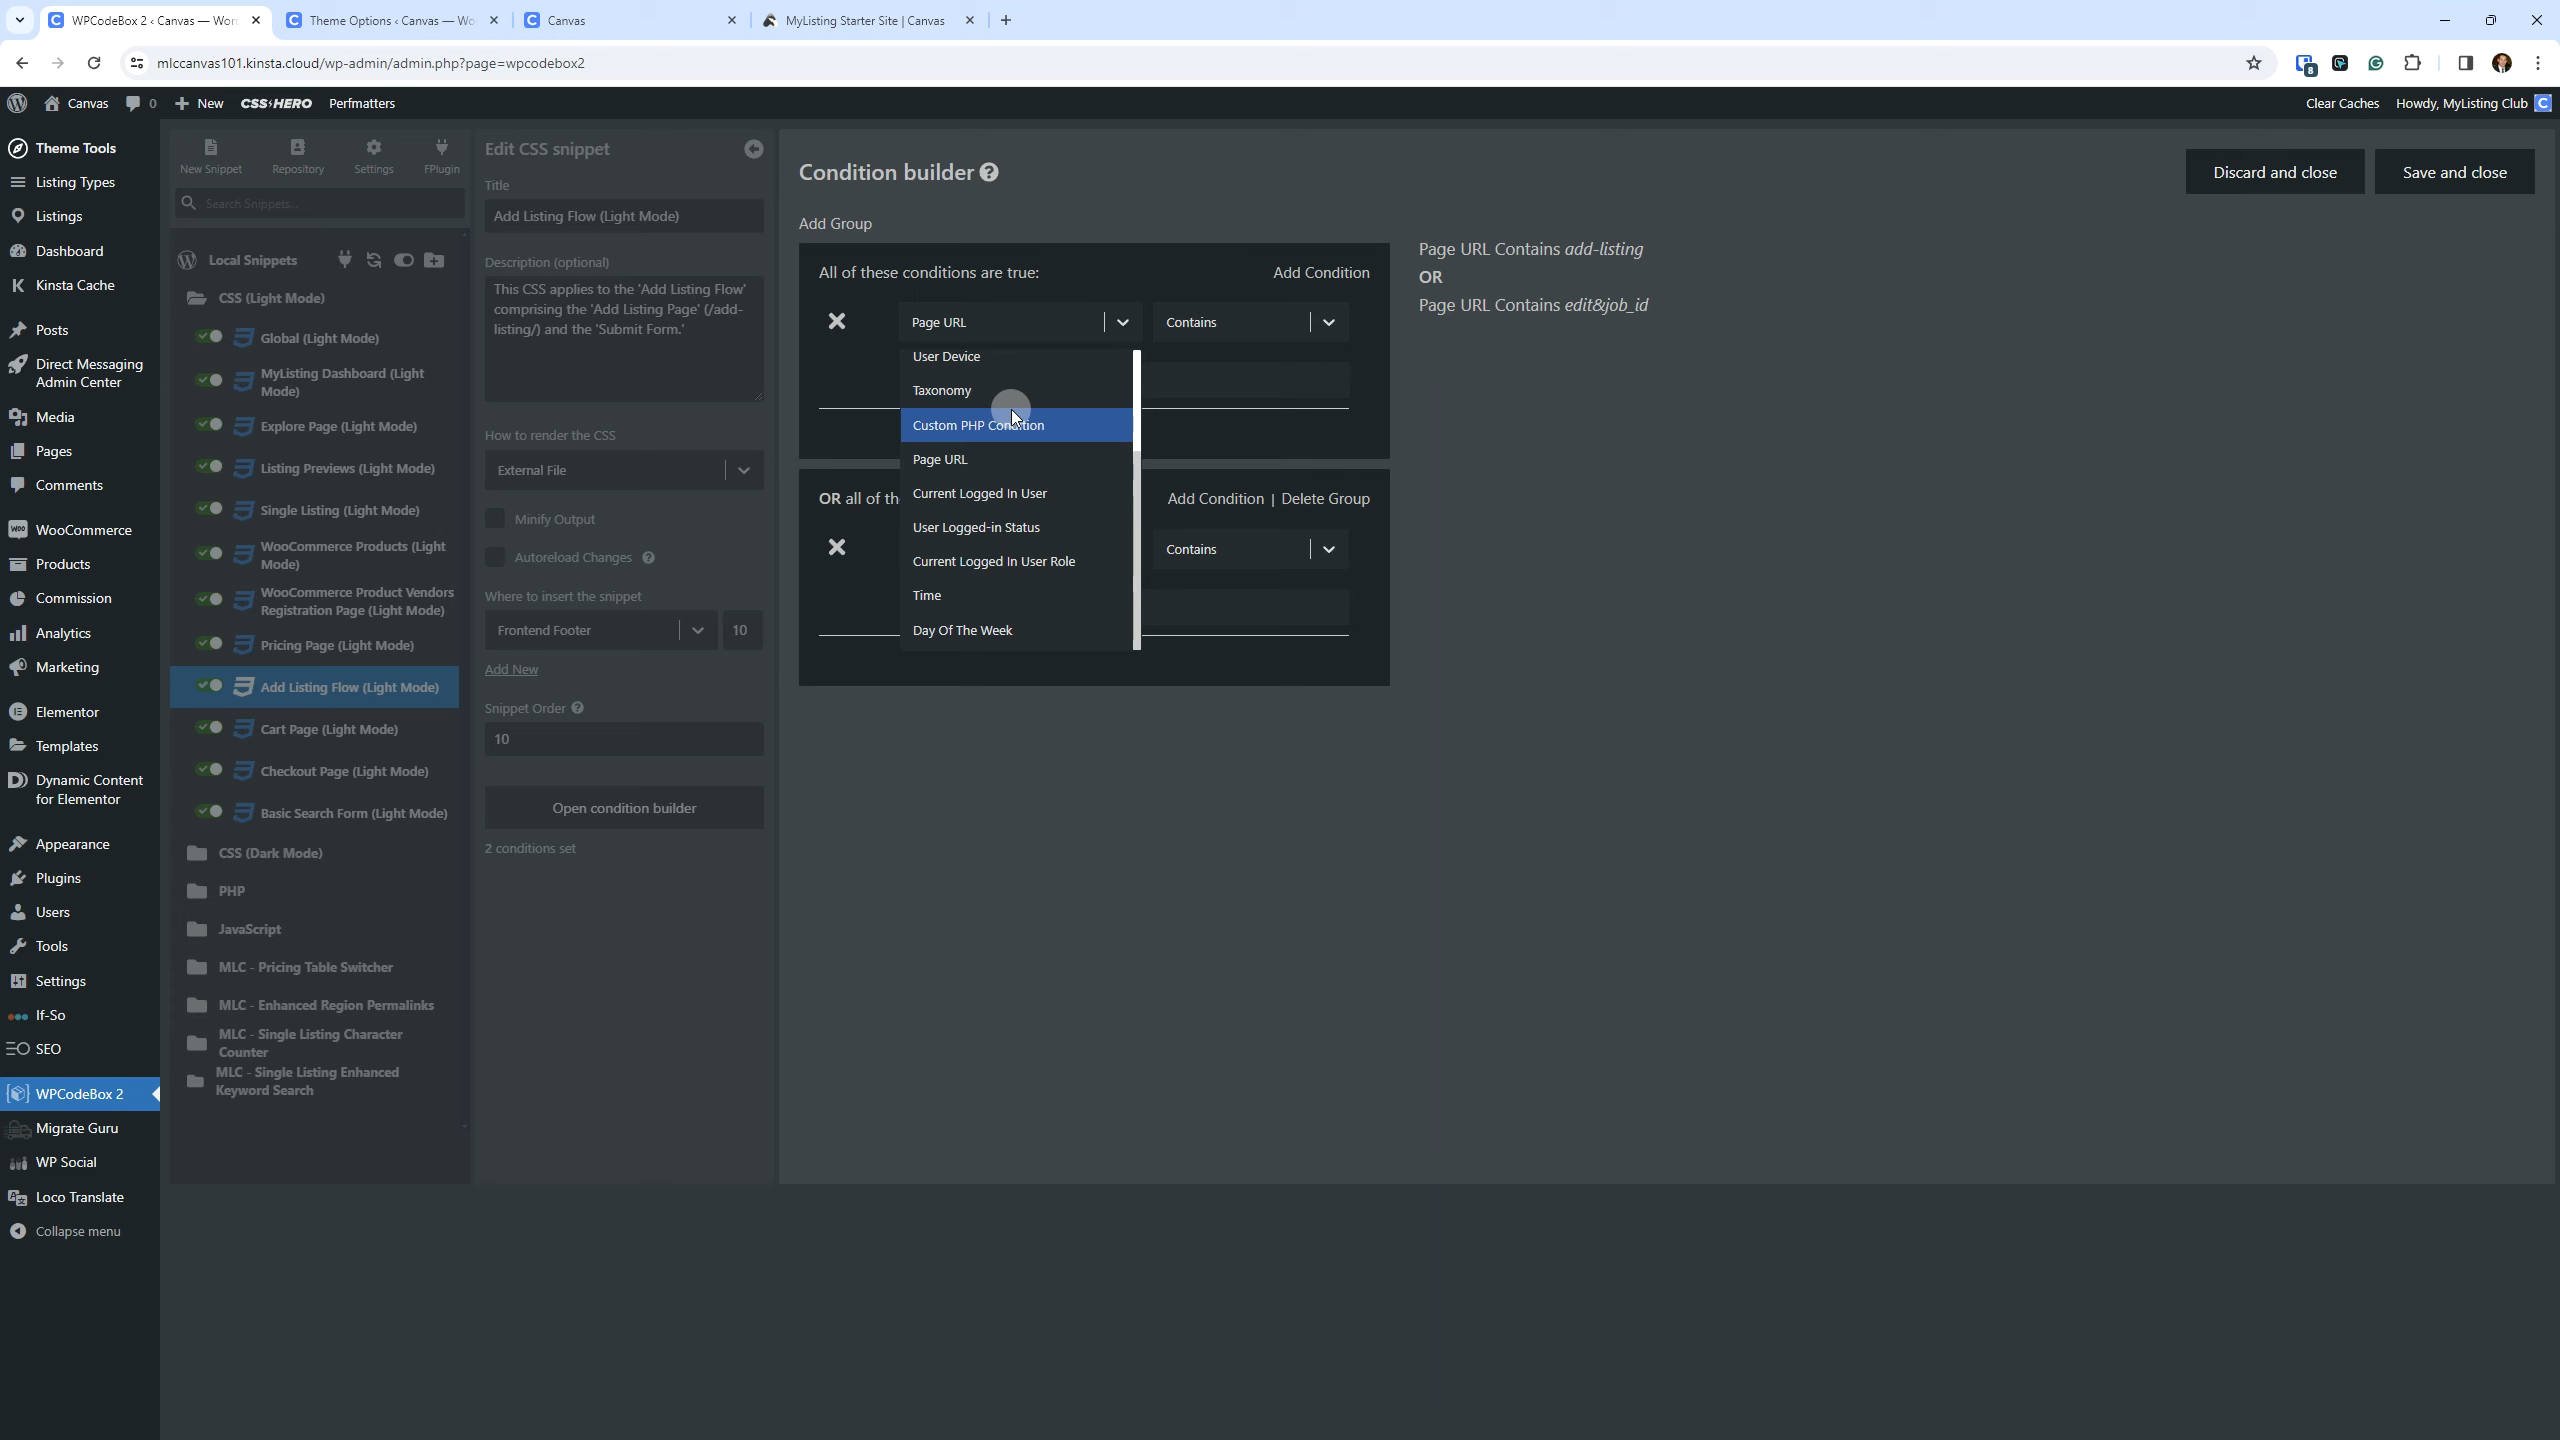 WPCodeBox 2 ‹ Canvas — Wor
Theme Options ‹ Canvas — Wo
Canvas
MyListing Starter Site | Canvas
mlccanvas101.kinsta.cloud/wp-admin/admin.php?page=wpcodebox2
8
Canvas
0
New
CSS HERO
Perfmatters
Clear Caches
Howdy, MyListing Club
Theme Tools
Listing Types
Listings
Dashboard
Kinsta Cache
Posts
Direct Messaging
Admin Center
Media
Pages
Comments
WooCommerce
Products
Commission
Analytics
Marketing
Elementor
Templates
Dynamic Content
for Elementor
Appearance
Plugins
Users
Tools
Settings
If-So
SEO
WPCodeBox 2
Migrate Guru
WP Social
Loco Translate
Collapse menu
New Snippet
Repository
Settings
FPlugin
Search Snippets...
Local Snippets
CSS (Light Mode)
Global (Light Mode)
MyListing Dashboard (Light
Mode)
Explore Page (Light Mode)
Listing Previews (Light Mode)
Single Listing (Light Mode)
WooCommerce Products (Light
Mode)
WooCommerce Product Vendors
Registration Page (Light Mode)
Pricing Page (Light Mode)
Add Listing Flow (Light Mode)
Cart Page (Light Mode)
Checkout Page (Light Mode)
Basic Search Form (Light Mode)
CSS (Dark Mode)
PHP
JavaScript
MLC - Pricing Table Switcher
MLC - Enhanced Region Permalinks
MLC - Single Listing Character
Counter
MLC - Single Listing Enhanced
Keyword Search
Edit CSS snippet
Title
Add Listing Flow (Light Mode)
Description (optional)
This CSS applies to the 'Add Listing Flow'
comprising the 'Add Listing Page' (/add-
listing/) and the 'Submit Form.'
How to render the CSS
External File
Minify Output
Autoreload Changes
Where to insert the snippet
Frontend Footer
10
Add New
Snippet Order
10
Open condition builder
2 conditions set
Condition builder
Discard and close
Save and close
Add Group
All of these conditions are true:
Add Condition
Page URL
Contains
User Device
Taxonomy
Custom PHP Condition
Page URL
Current Logged In User
User Logged-in Status
Current Logged In User Role
Time
Day Of The Week
OR all of th
Add Condition | Delete Group
Contains
Page URL Contains add-listing
OR
Page URL Contains edit&job_id